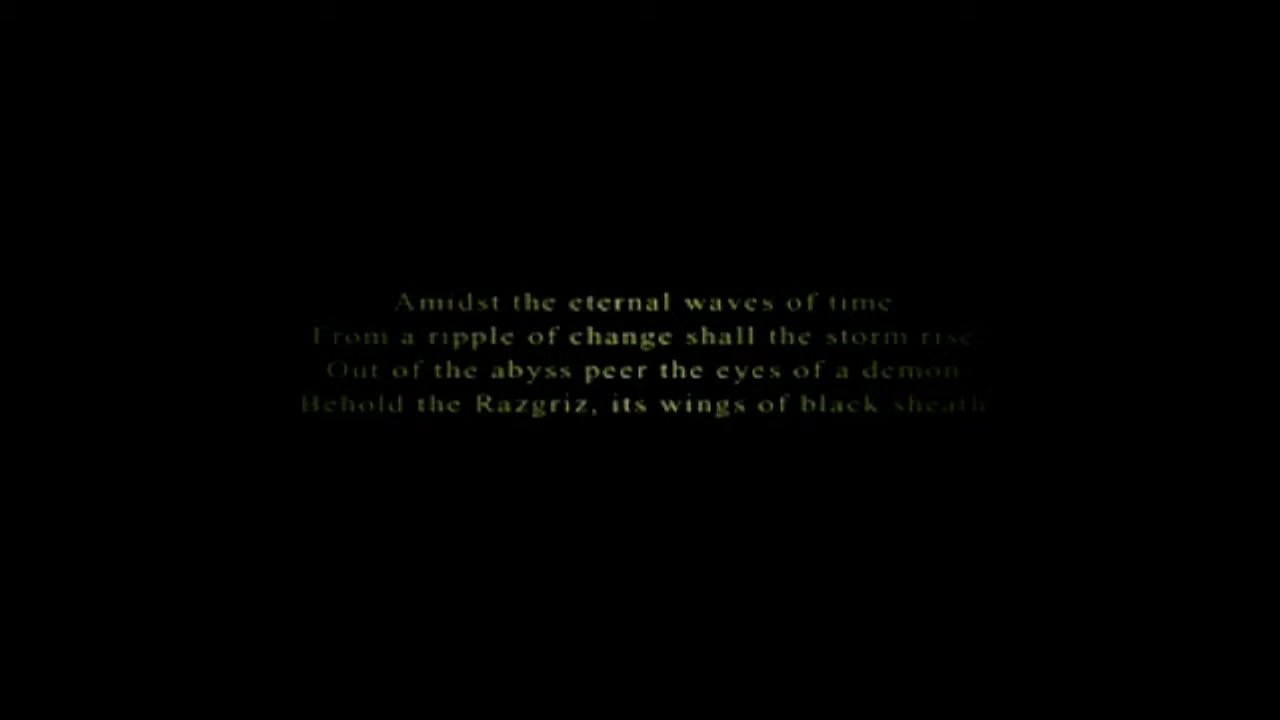 Amidst the eternal waves of time
From a ripple of change shall the storm rise
Out of the abyss peer the eyes of a demon
Behold the Razgriz, its wings of black sheath